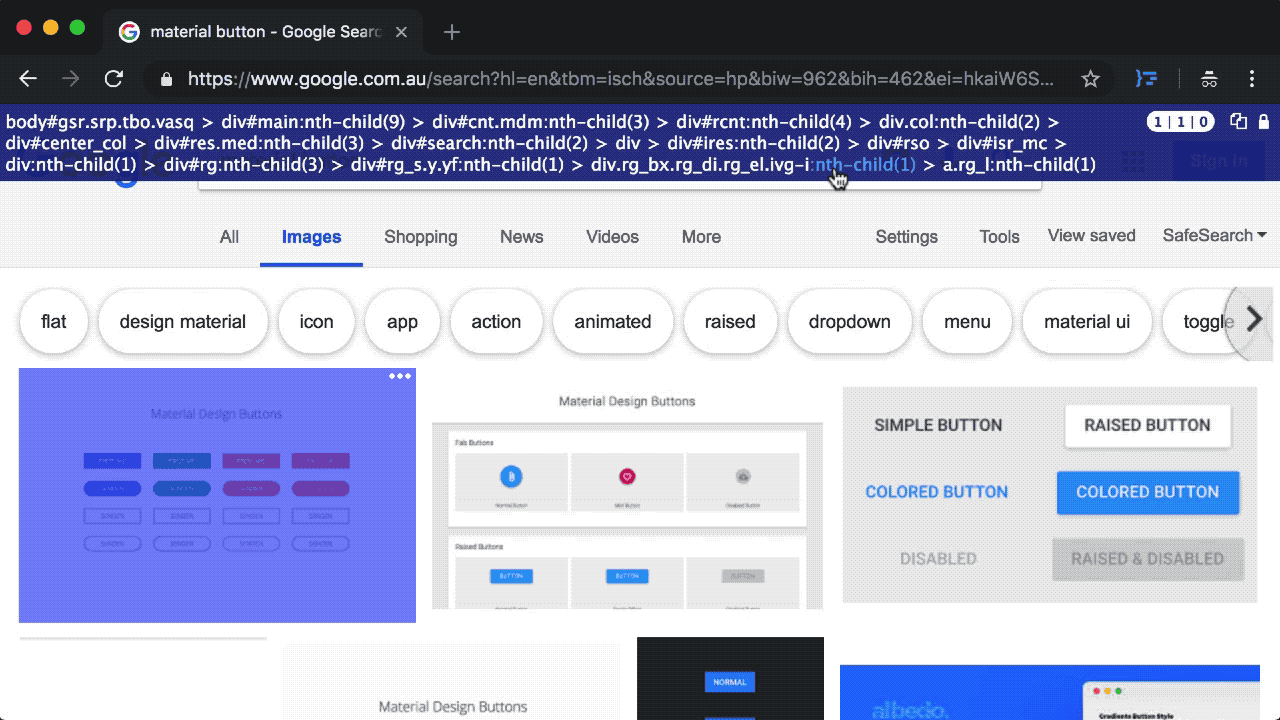 material button - Google Searc
https://www.google.com.au/search?hl=en&tbm=isch&source=hp&biw=962&bih=462&ei=hkaiW6S...
body#gsr.srp.tbo.vasq > div#main:nth-child(9) > div#cnt.mdm:nth-child(3) > div#rcnt:nth-child(4) > div.col:nth-child(2) >
1 | 1 | 0
div#center_col > div#res.med:nth-child(3) > div#search:nth-child(2) > div > div#ires:nth-child(2) > div#rso > div#isr_mc >
div:nth-child(1) > div#rg:nth-child(3) > div#rg_s.y.yf:nth-child(1) > div.rg_bx.rg_di.rg_el.ivg-i:nth-child(1) > a.rg_l:nth-child(1)
Sign in
All Images Shopping News Videos More Settings Tools View saved SafeSearch
flat design material icon app action animated raised dropdown menu material ui toggle
Material Design Buttons
Material Design Buttons
Fab Buttons
Raised Buttons
BUTTON BUTTON BUTTON
SIMPLE BUTTON RAISED BUTTON
COLORED BUTTON COLORED BUTTON
DISABLED RAISED & DISABLED
Material Design Buttons
NORMAL
Gradients Button Style